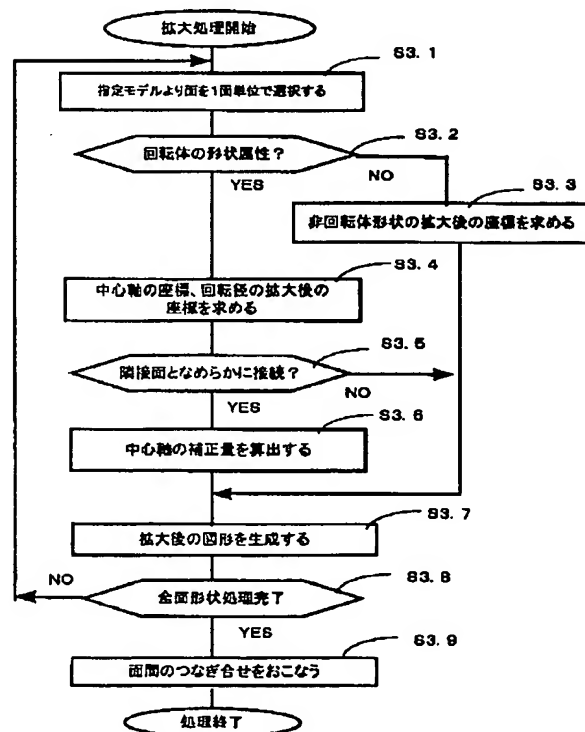 拡大処理開始
S3. 1
指定モデルより面を1面単位で選択する
S3. 2
回転体の形状属性?
YES
NO
S3. 3
非回転体形状の拡大後の座標を求める
S3. 4
中心軸の座標、回転径の拡大後の
座標を求める
S3. 5
隣接面となめらかに接続?
NO
YES
S3. 6
中心軸の補正量を算出する
S3. 7
拡大後の図形を生成する
S3. 8
NO
全面形状処理完了
YES
S3. 9
面間のつなぎ合せをおこなう
処理終了